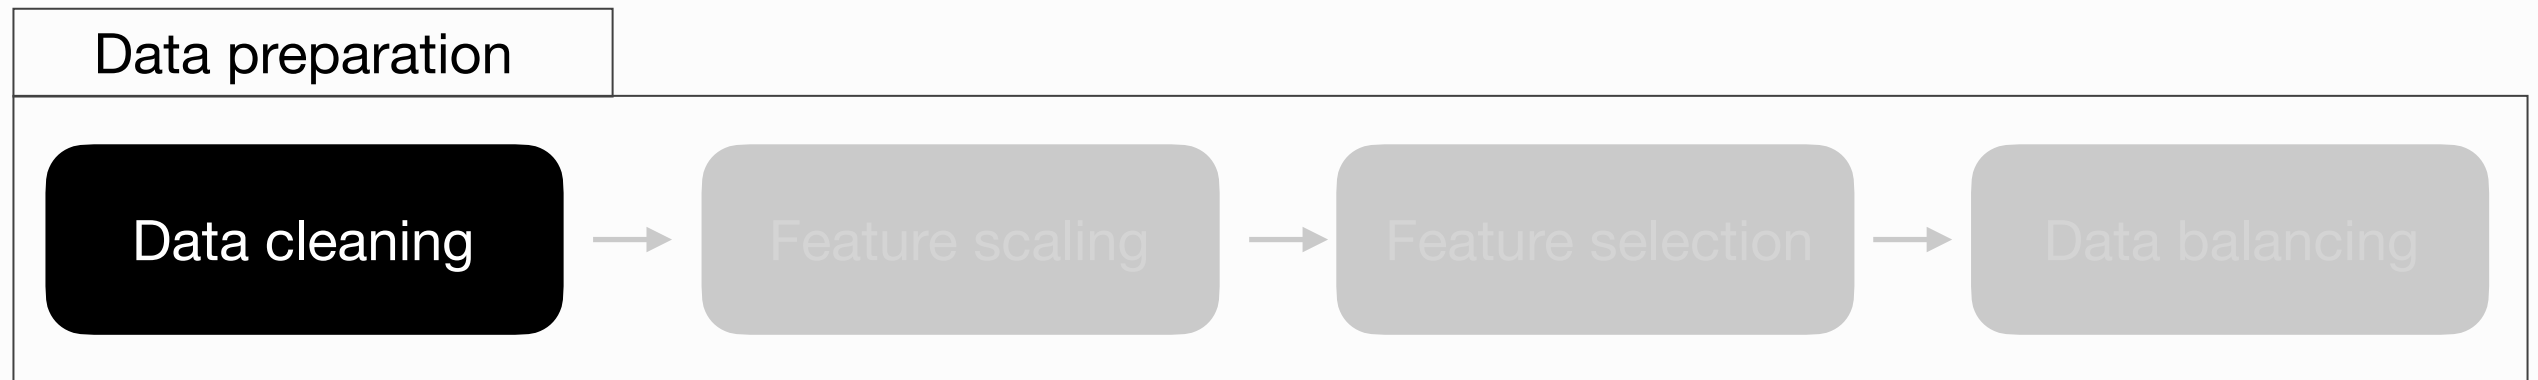 Data preparation
Data cleaning
Feature scaling
Feature selection
Data balancing